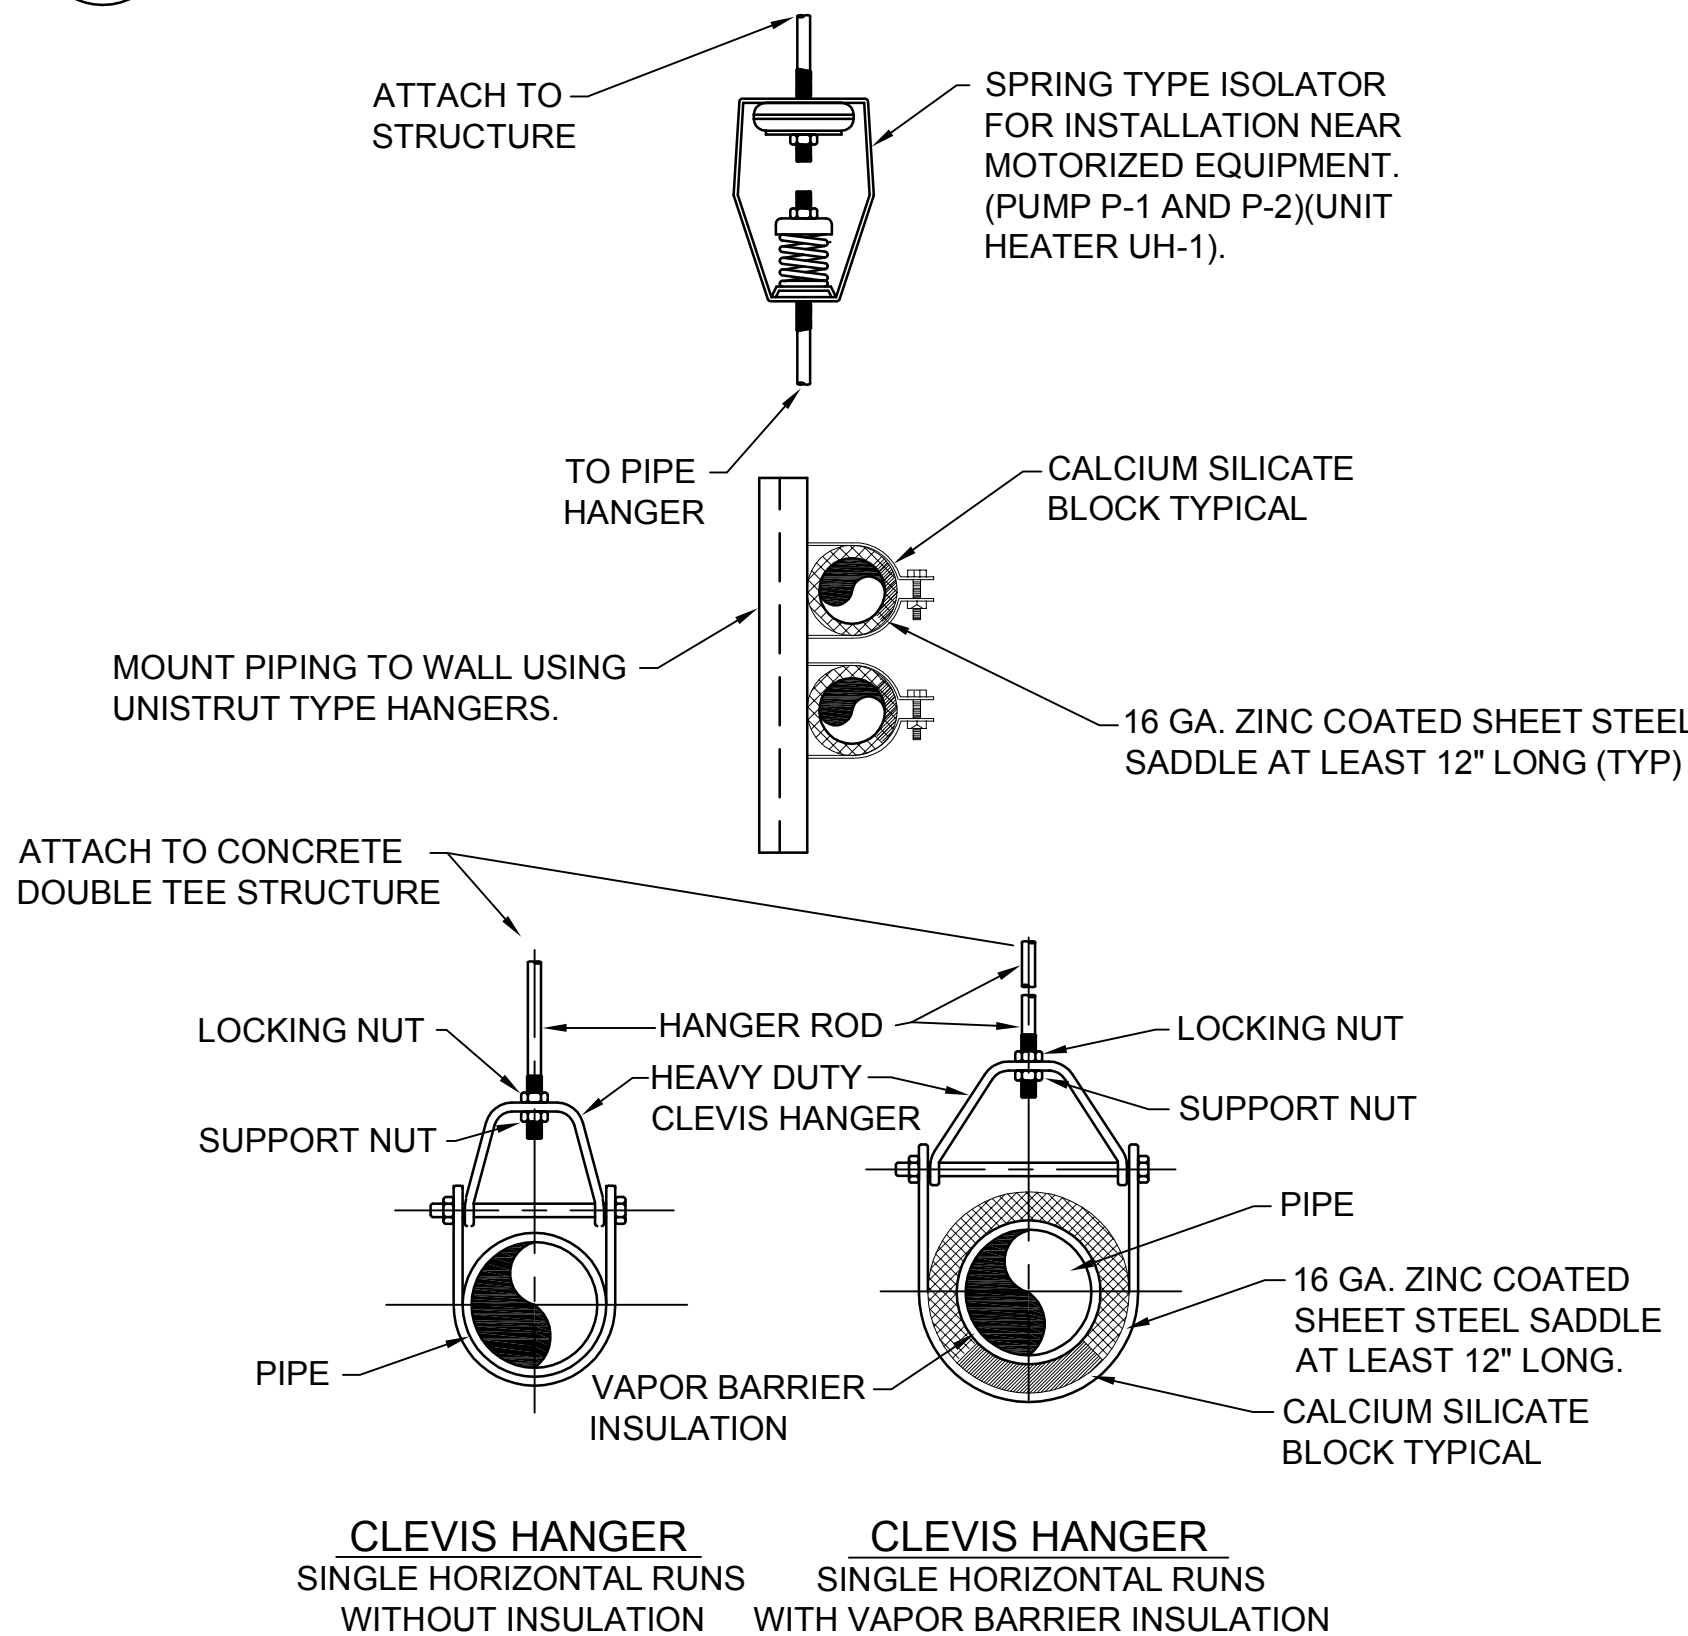 ATTACH TO
STRUCTURE
SPRING TYPE ISOLATOR
FOR INSTALLATION NEAR
MOTORIZED EQUIPMENT.
(PUMP P-1 AND P-2)(UNIT
HEATER UH-1).
TO PIPE
HANGER
CALCIUM SILICATE
BLOCK TYPICAL
MOUNT PIPING TO WALL USING
UNISTRUT TYPE HANGERS.
16 GA. ZINC COATED SHEET STEEL
SADDLE AT LEAST 12" LONG (TYP)
ATTACH TO CONCRETE
DOUBLE TEE STRUCTURE
LOCKING NUT
HANGER ROD
LOCKING NUT
HEAVY DUTY
CLEVIS HANGER
SUPPORT NUT
SUPPORT NUT
PIPE
16 GA. ZINC COATED
SHEET STEEL SADDLE
AT LEAST 12" LONG.
PIPE
VAPOR BARRIER
INSULATION
CALCIUM SILICATE
BLOCK TYPICAL
CLEVIS HANGER
SINGLE HORIZONTAL RUNS
WITHOUT INSULATION
CLEVIS HANGER
SINGLE HORIZONTAL RUNS
WITH VAPOR BARRIER INSULATION